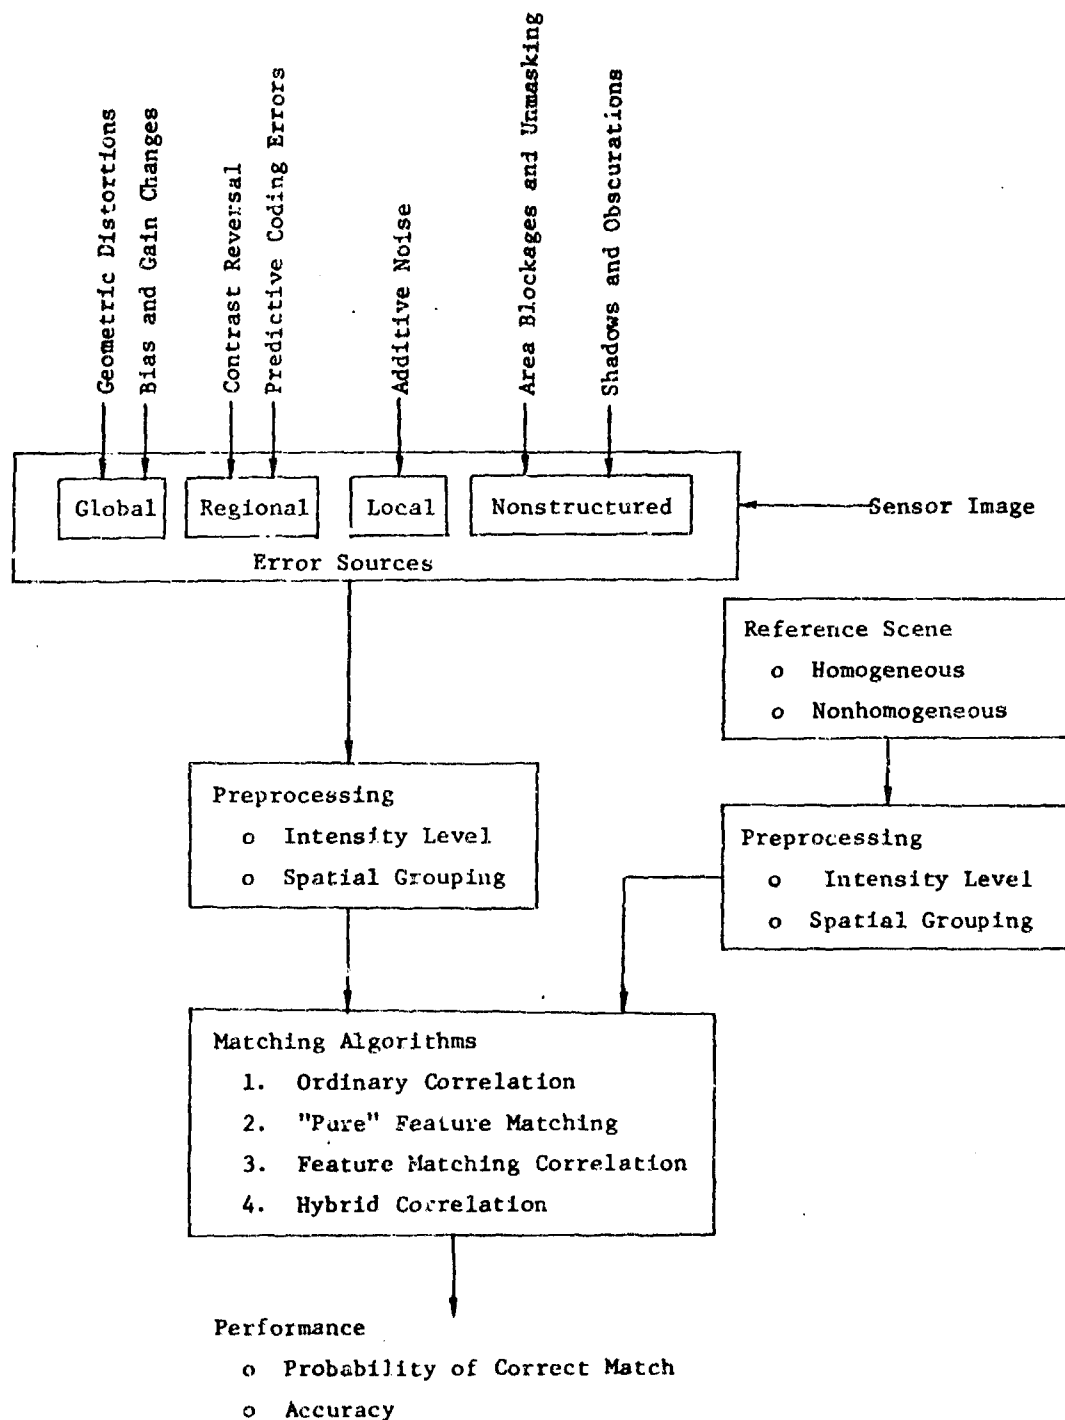 Geometric Distortions
Bias and Gain Changes
Contrast Reversal
Predictive Coding Errors
Additive Noise
Area Blockages and Unmasking
Shadows and Obscurations
Global
Regional
Local
Nonstructured
Error Sources
Sensor Image
Reference Scene
o Homogeneous
o Nonhomogeneous
Preprocessing
o Intensity Level
o Spatial Grouping
Preprocessing
o Intensity Level
o Spatial Grouping
Matching Algorithms
1. Ordinary Correlation
2. "Pure" Feature Matching
3. Feature Matching Correlation
4. Hybrid Correlation
Performance
o Probability of Correct Match
o Accuracy